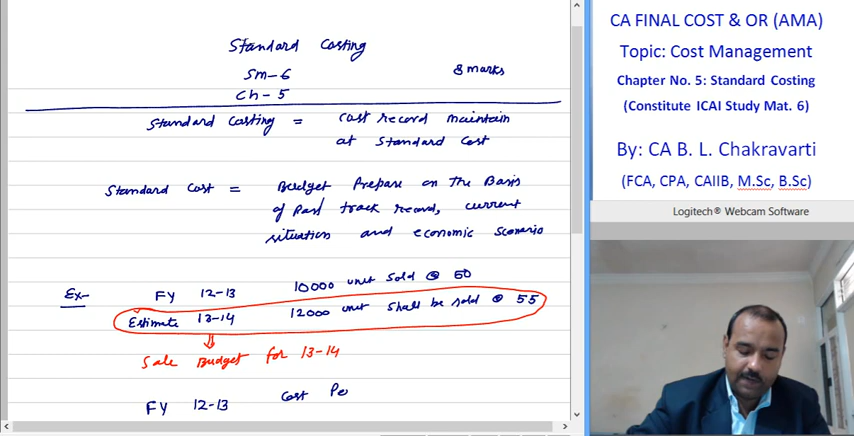 Standard Costing
Sm-6
8 marks
Ch-5
Standard Costing = Cost record maintain
at Standard Cost
Standard Cost = Budget Prepare on the Basis
of Past track record, current
situation and economic scenario
Ex- FY 12-13 10000 unit sold @ 50
Estimate 13-14 12000 unit shall be sold @ 55
Sale Budget for 13-14
FY 12-13 Cost Pe
CA FINAL COST & OR (AMA)
Topic: Cost Management
Chapter No. 5: Standard Costing
(Constitute ICAI Study Mat. 6)
By: CA B. L. Chakravarti
(FCA, CPA, CAIIB, M.Sc, B.Sc)
Logitech® Webcam Software